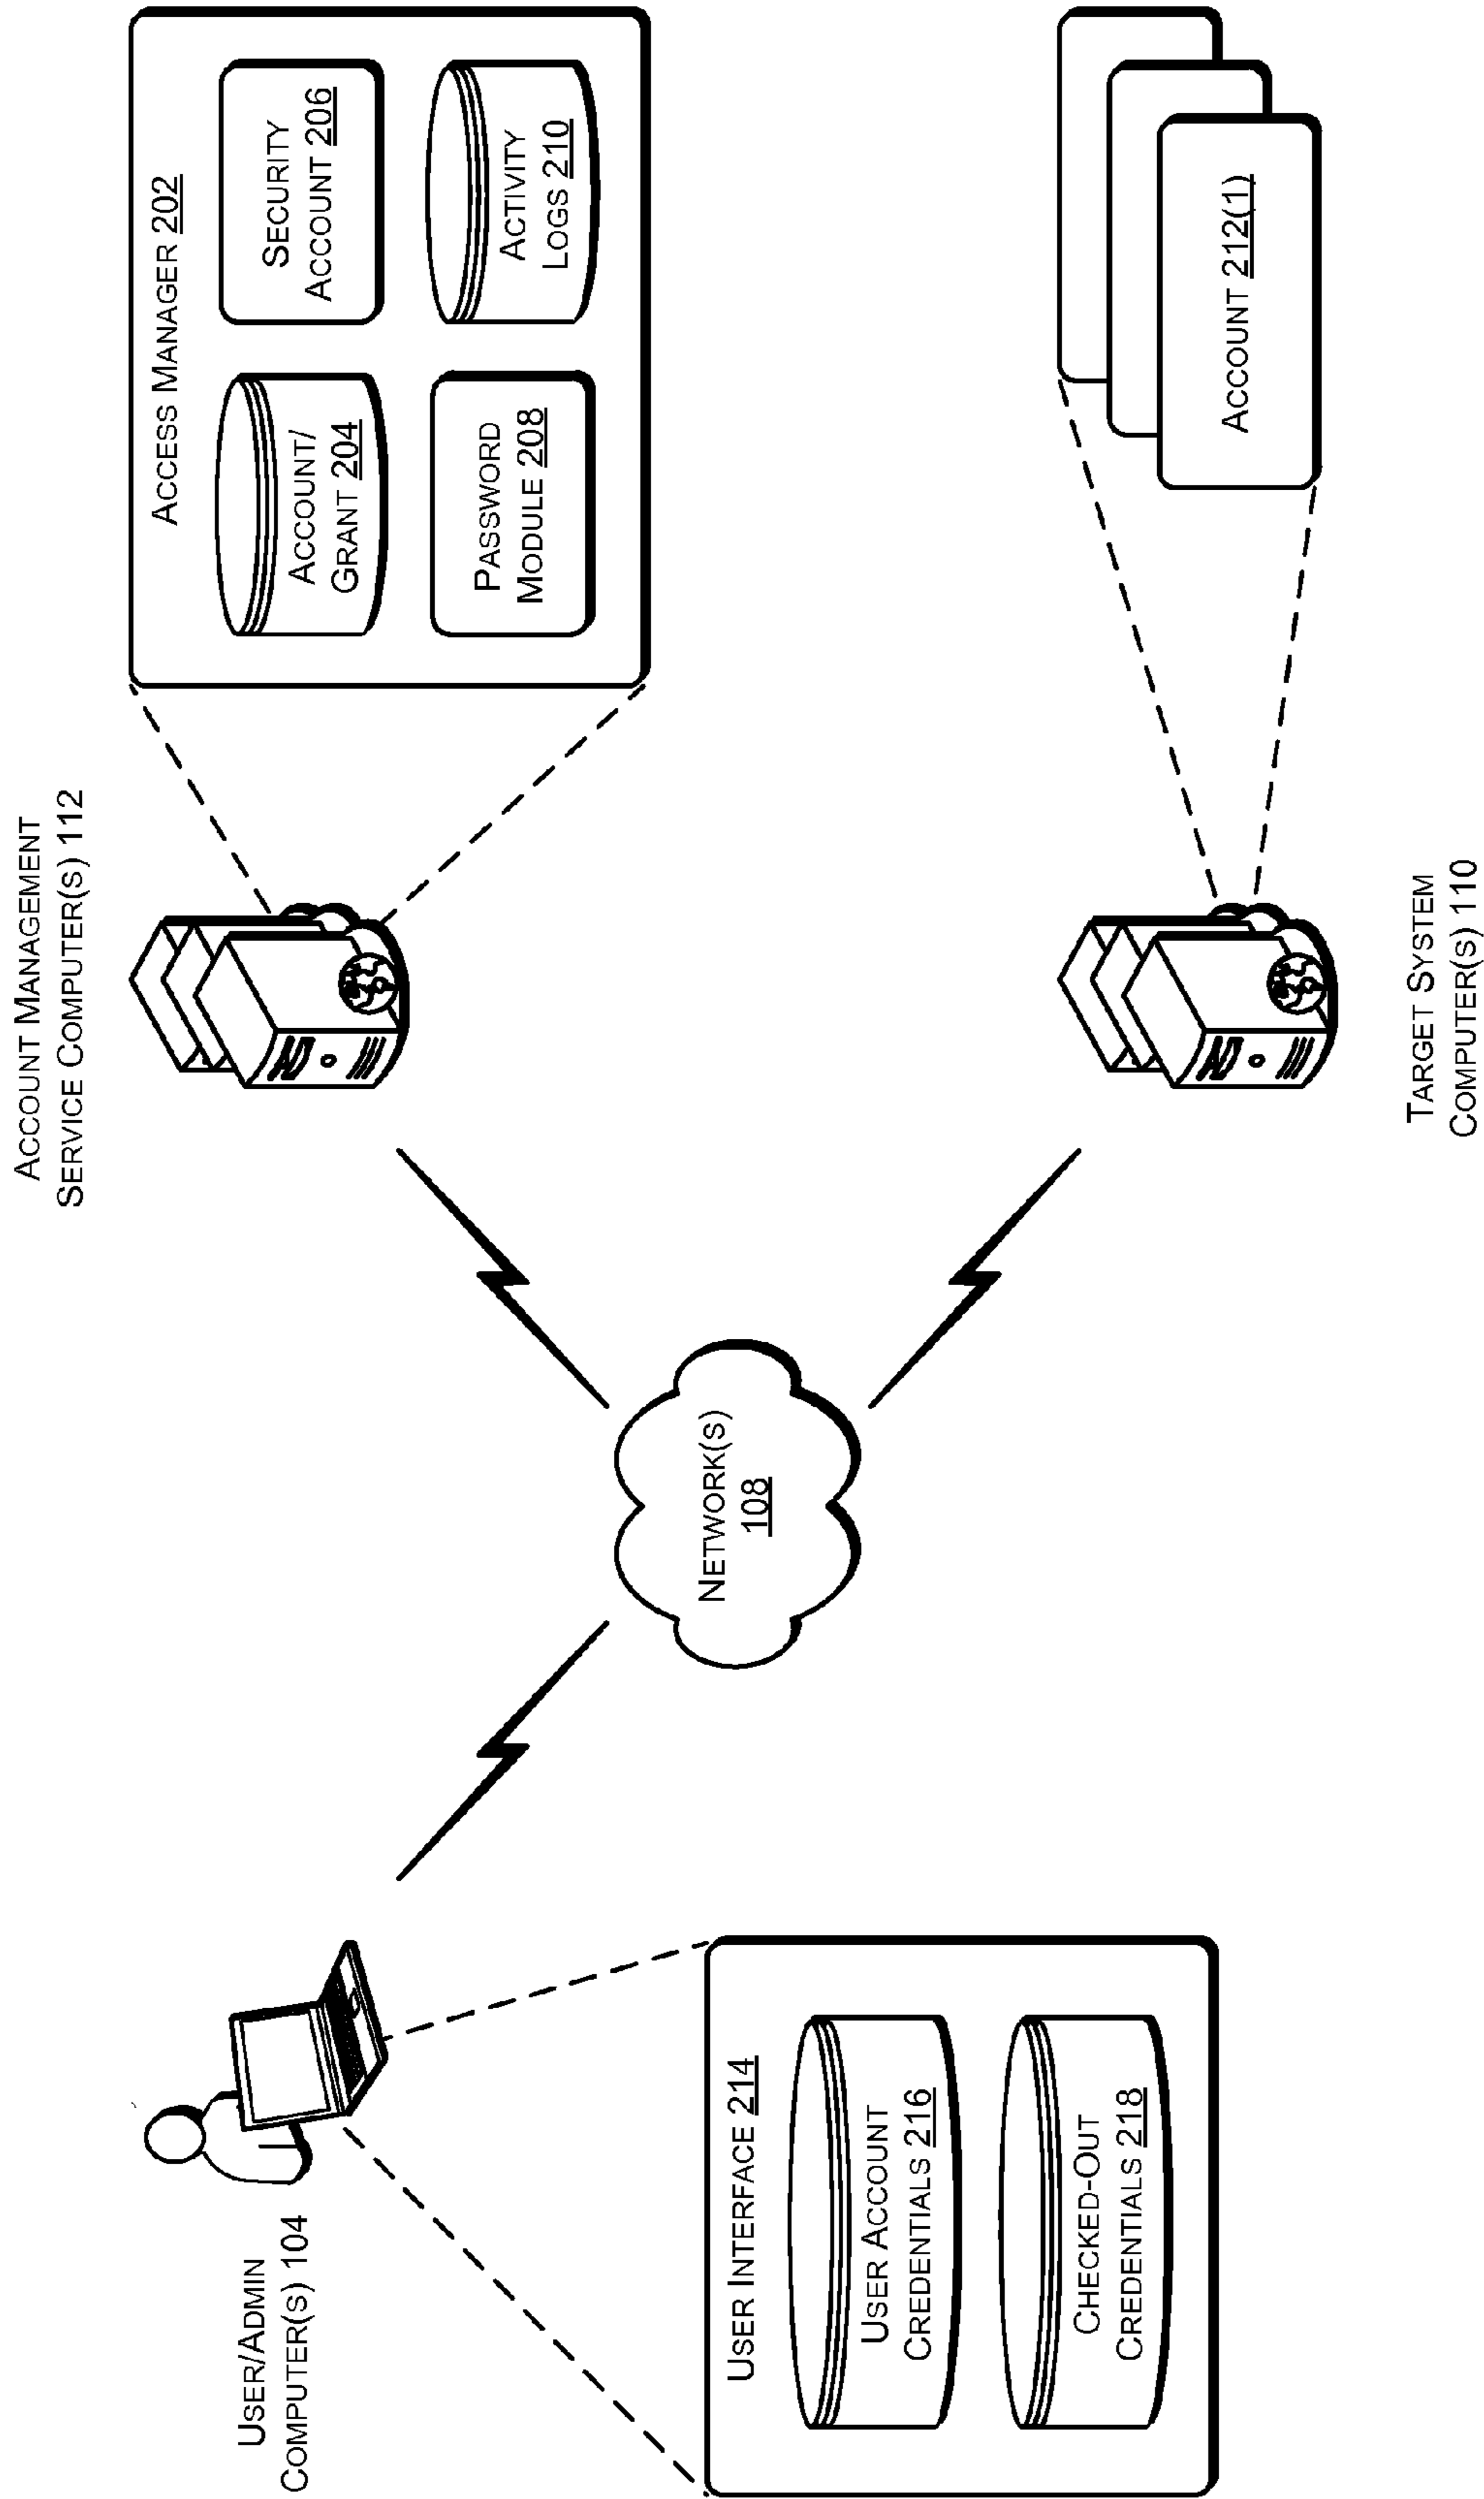 ACCOUNT MANAGEMENT
SERVICE COMPUTER(S) 112
USER/ADMIN
COMPUTER(S) 104
ACCESS MANAGER 202
ACCOUNT/
GRANT 204
SECURITY
ACCOUNT 206
PASSWORD
MODULE 208
ACTIVITY
LOGS 210
NETWORK(S)
108
USER INTERFACE 214
USER ACCOUNT
CREDENTIALS 216
CHECKED-OUT
CREDENTIALS 218
ACCOUNT 212(1)
TARGET SYSTEM
COMPUTER(S) 110